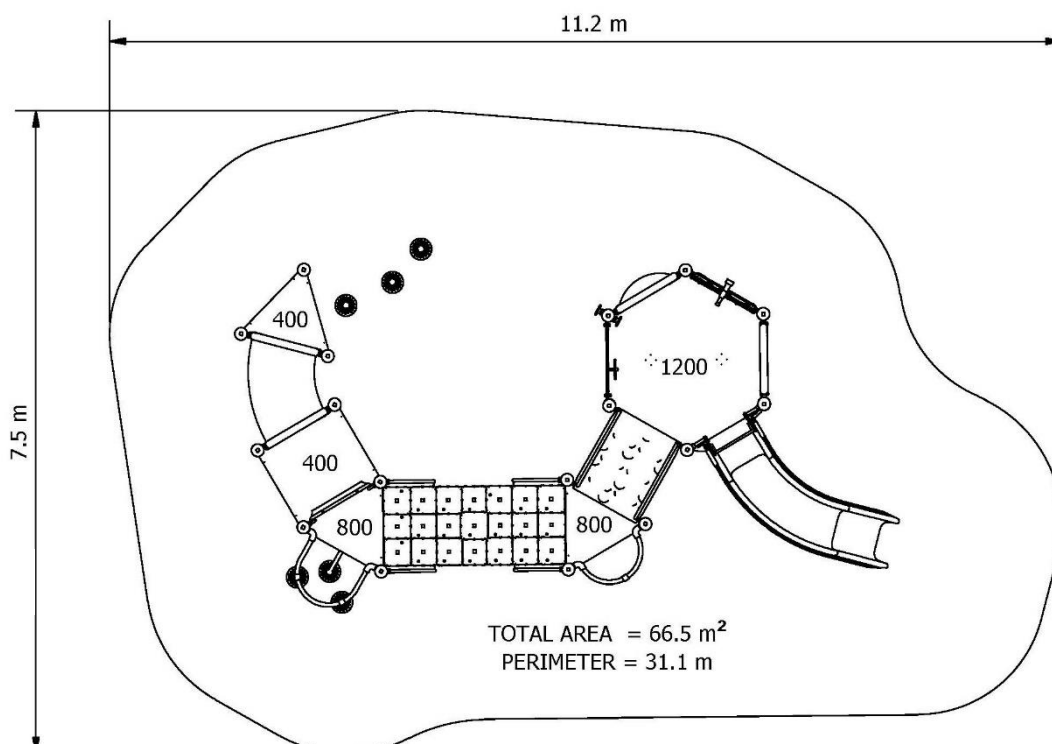 11.2 m
7.5 m
400
1200
400
800
800
TOTAL AREA = 66.5 m²
PERIMETER = 31.1 m